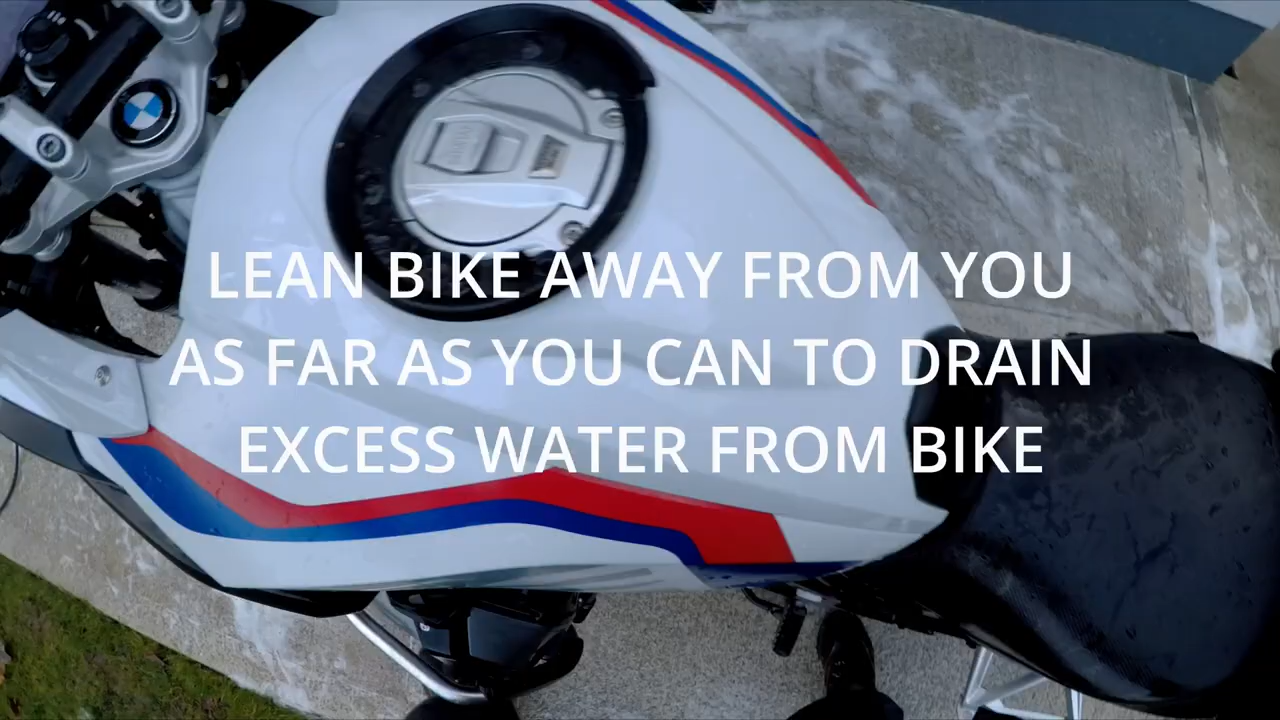 LEAN BIKE AWAY FROM YOU
AS FAR AS YOU CAN TO DRAIN
EXCESS WATER FROM BIKE